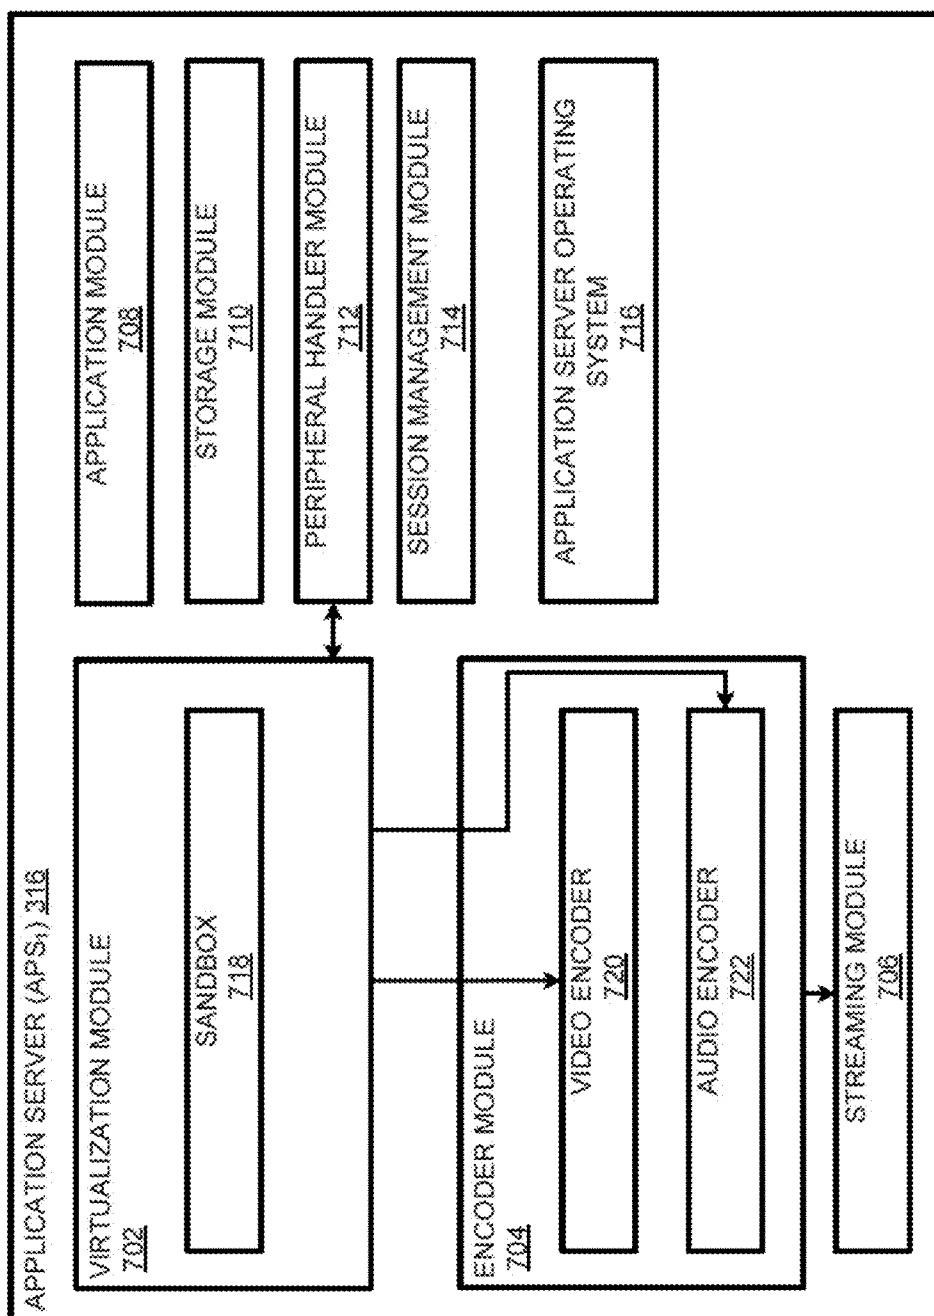 APPLICATION SERVER (APS₁) 316
VIRTUALIZATION MODULE
702
SANDBOX
718
ENCODER MODULE
704
VIDEO ENCODER
720
AUDIO ENCODER
722
STREAMING MODULE
706
APPLICATION MODULE
708
STORAGE MODULE
710
PERIPHERAL HANDLER MODULE
712
SESSION MANAGEMENT MODULE
714
APPLICATION SERVER OPERATING
SYSTEM
716